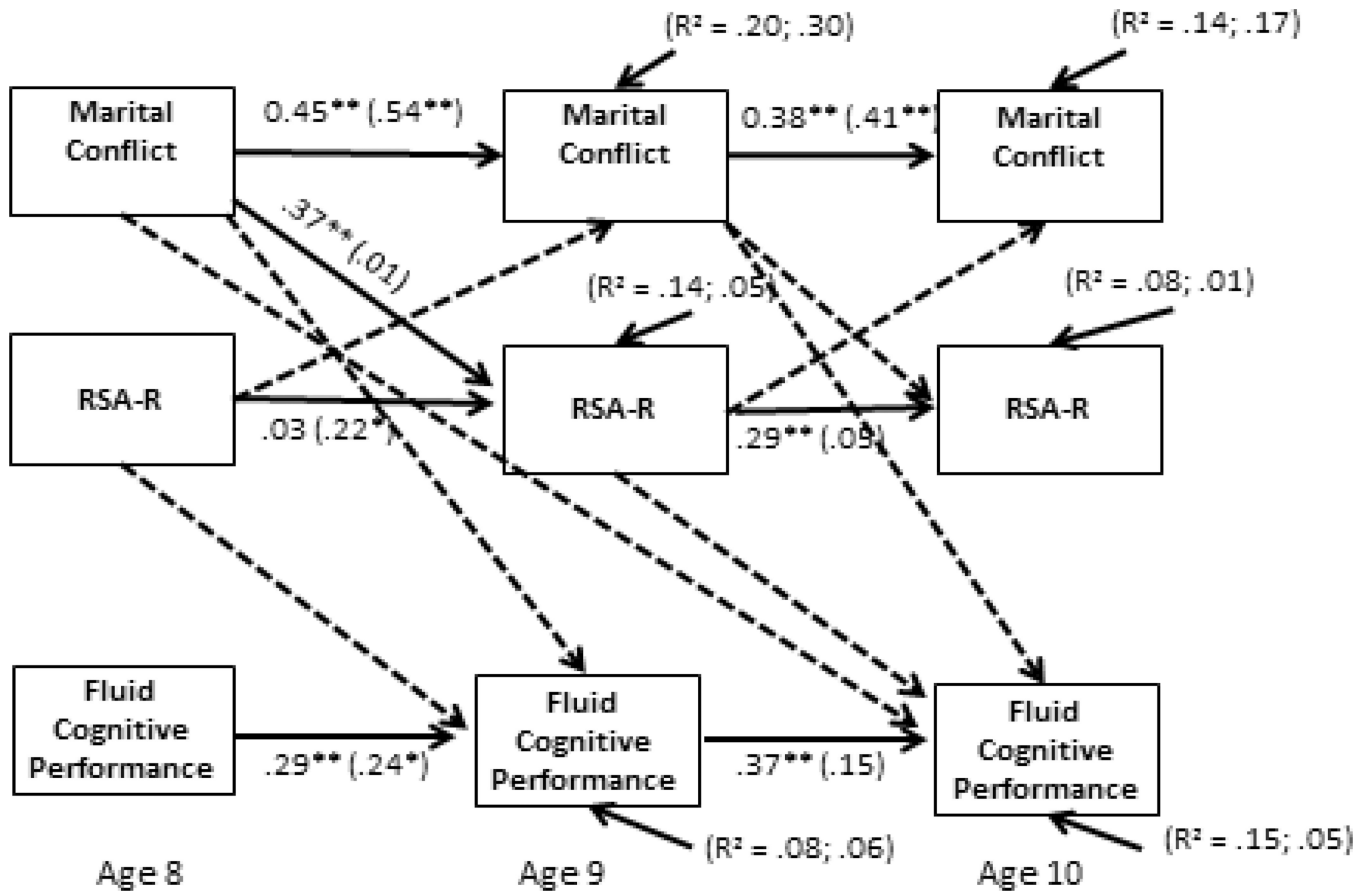 (R² = .20; .30)
(R² = .14; .17)
Marital
Conflict
0.45** (.54**)
Marital
Conflict
0.38** (.41**)
Marital
Conflict
.37** (.01)
(R² = .14; .05)
(R² = .08; .01)
RSA-R
.03 (.22*)
RSA-R
.29** (.09)
RSA-R
Fluid
Cognitive
Performance
.29** (.24*)
Fluid
Cognitive
Performance
.37** (.15)
Fluid
Cognitive
Performance
(R² = .08; .06)
(R² = .15; .05)
Age 8
Age 9
Age 10